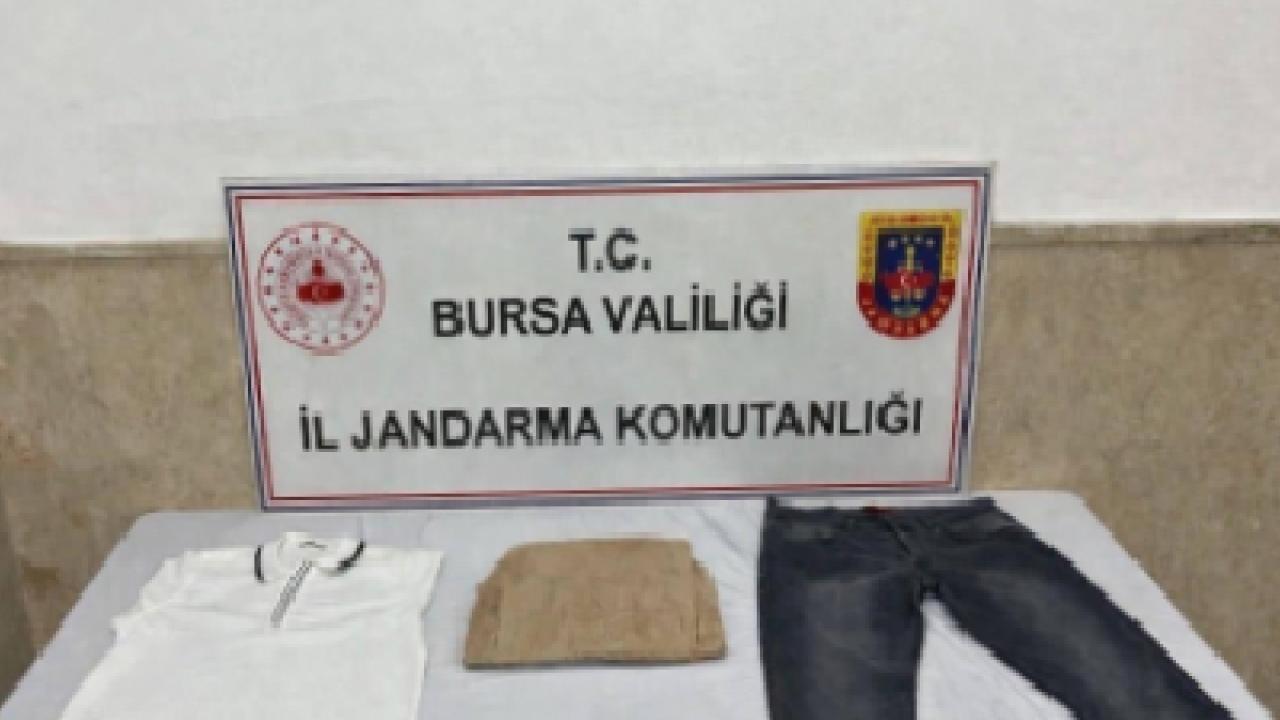 T.C.
BURSA VALİLİĞİ
İL JANDARMA KOMUTANLIĞI